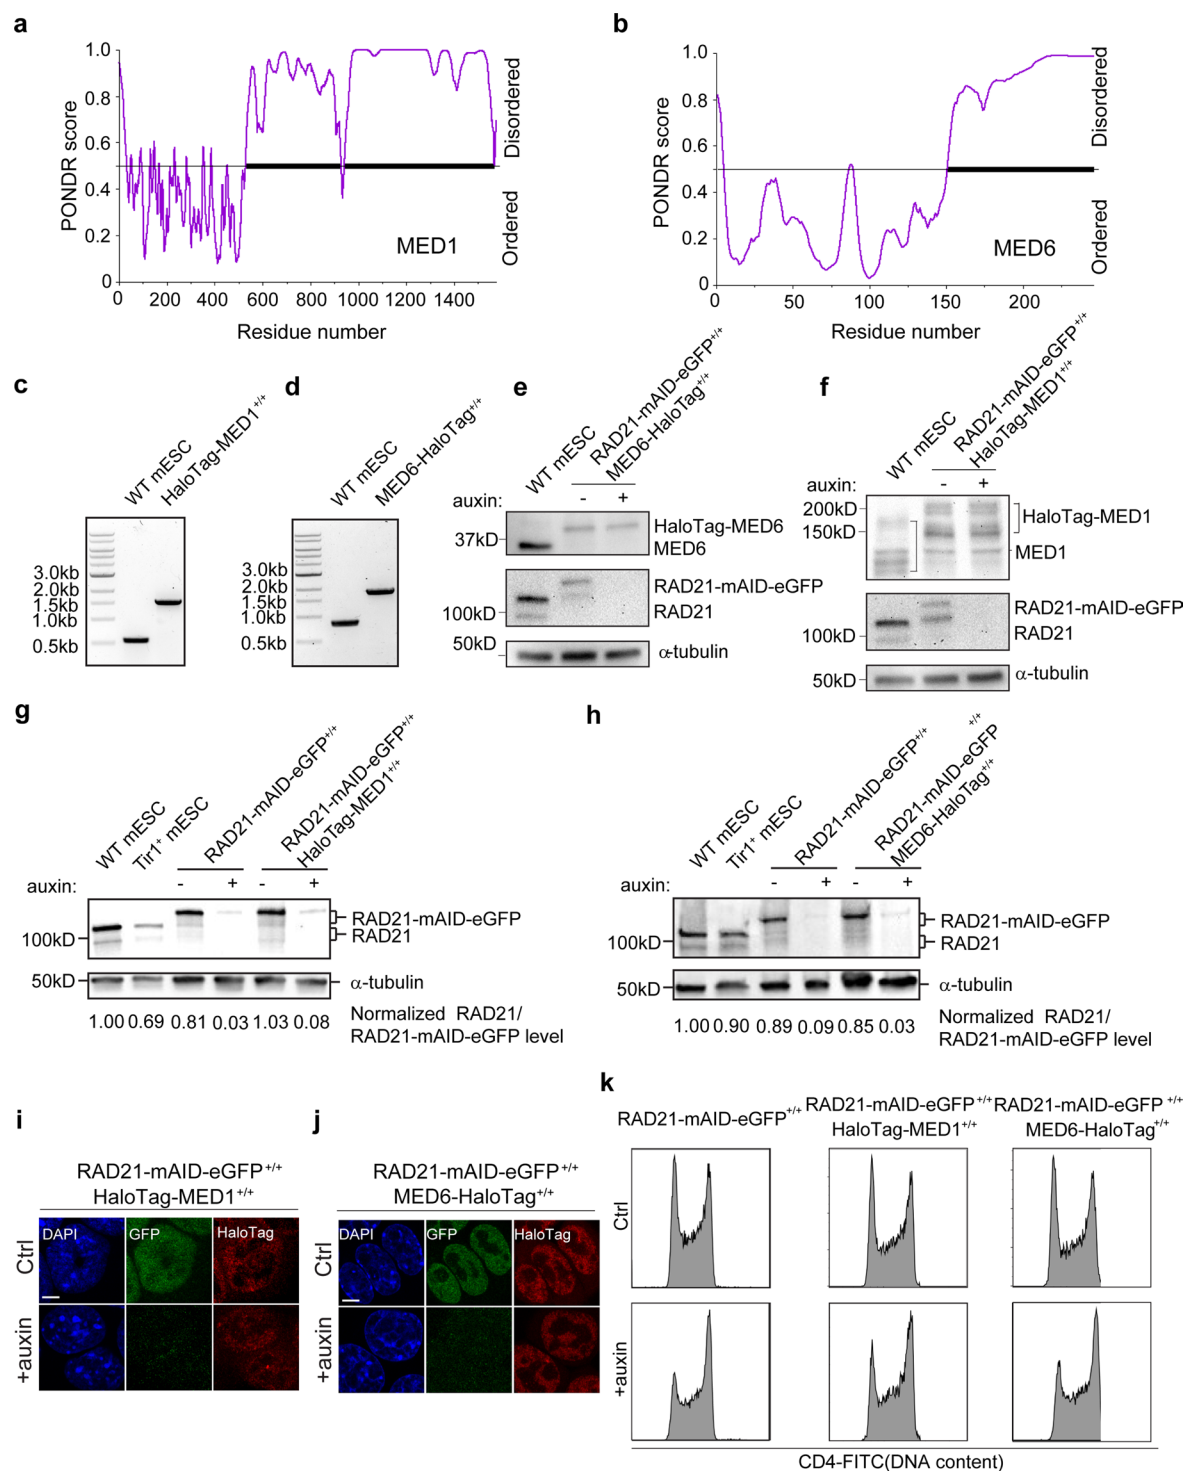 a
PONDR score
1.0
0.8
0.6
0.4
0.2
0
Disordered
Ordered
MED1
0 200 400 600 800 1000 1200 1400
Residue number
b
PONDR score
1.0
0.8
0.6
0.4
0.2
0
Disordered
Ordered
MED6
0 50 100 150 200
Residue number
c
WT mESC
HaloTag-MED1+/+
3.0kb
2.0kb
1.5kb
1.0kb
0.5kb
d
WT mESC
MED6-HaloTag+/+
3.0kb
2.0kb
1.5kb
1.0kb
0.5kb
e
WT mESC
RAD21-mAID-eGFP+/+
MED6-HaloTag+/+
auxin: - +
37kD
HaloTag-MED6
MED6
RAD21-mAID-eGFP
100kD
RAD21
50kD
α-tubulin
f
WT mESC
RAD21-mAID-eGFP+/+
HaloTag-MED1+/+
auxin: - +
200kD
150kD
HaloTag-MED1
MED1
RAD21-mAID-eGFP
100kD
RAD21
50kD
α-tubulin
g
WT mESC
Tir1+ mESC
RAD21-mAID-eGFP+/+
RAD21-mAID-eGFP+/+
HaloTag-MED1+/+
auxin: - + - +
RAD21-mAID-eGFP
100kD
RAD21
50kD
α-tubulin
1.00 0.69 0.81 0.03 1.03 0.08
Normalized RAD21/
RAD21-mAID-eGFP level
h
WT mESC
Tir1+ mESC
RAD21-mAID-eGFP+/+
RAD21-mAID-eGFP+/+
MED6-HaloTag+/+
auxin: - + - +
RAD21-mAID-eGFP
100kD
RAD21
50kD
α-tubulin
1.00 0.90 0.89 0.09 0.85 0.03
Normalized RAD21/
RAD21-mAID-eGFP level
i
RAD21-mAID-eGFP+/+
HaloTag-MED1+/+
Ctrl
DAPI GFP HaloTag
+auxin
j
RAD21-mAID-eGFP+/+
MED6-HaloTag+/+
Ctrl
DAPI GFP HaloTag
+auxin
k
RAD21-mAID-eGFP+/+
RAD21-mAID-eGFP+/+
HaloTag-MED1+/+
RAD21-mAID-eGFP+/+
MED6-HaloTag+/+
Ctrl
+auxin
CD4-FITC(DNA content)